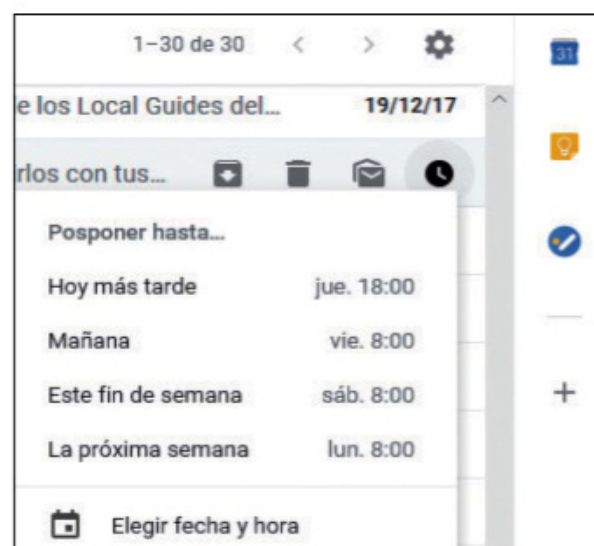 1–30 de 30
e los Local Guides del... 19/12/17
rlos con tus...
Posponer hasta...
Hoy más tarde jue. 18:00
Mañana vie. 8:00
Este fin de semana sáb. 8:00
La próxima semana lun. 8:00
Elegir fecha y hora
31